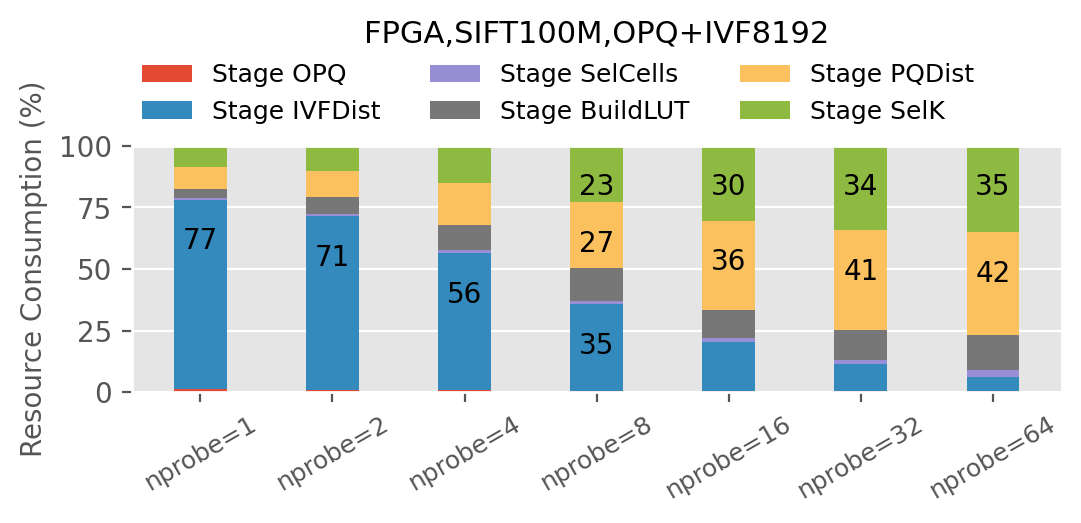 FPGA,SIFT100M,OPQ+IVF8192
Stage OPQ
Stage SelCells
Stage PQDist
Stage IVFDist
Stage BuildLUT
Stage SelK
Resource Consumption (%)
100
75
50
25
0
77
71
56
23
27
35
30
36
34
41
35
42
nprobe=1
nprobe=2
nprobe=4
nprobe=8
nprobe=16
nprobe=32
nprobe=64